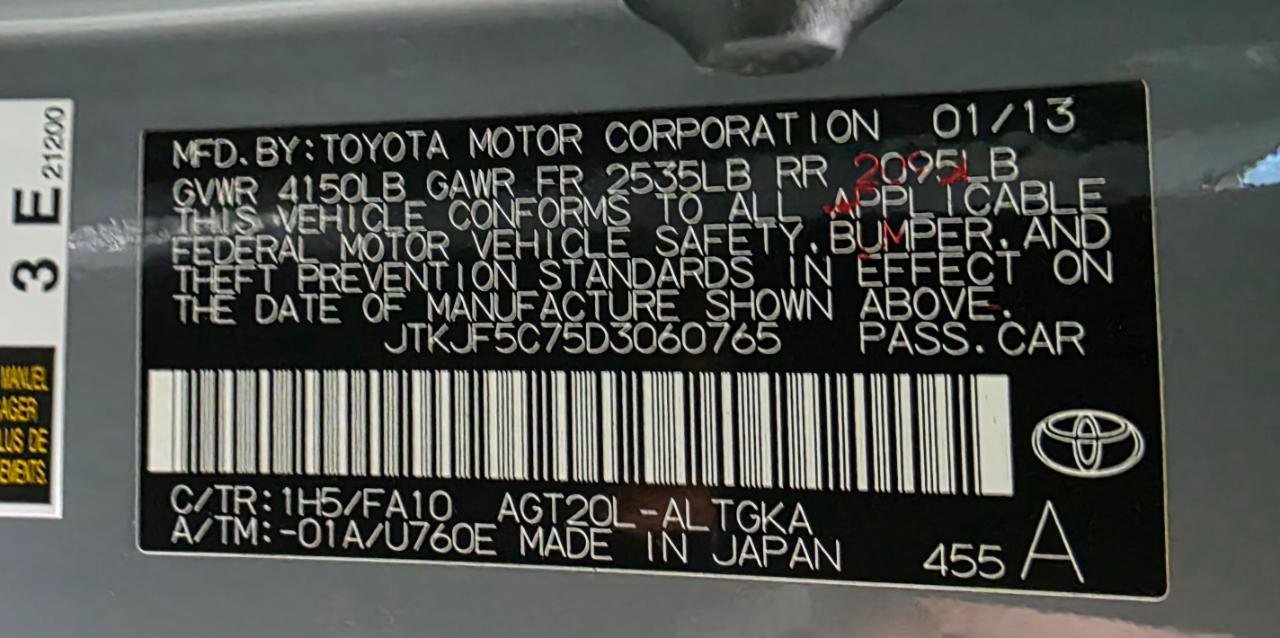 MFD. BY: TOYOTA MOTOR CORPORATION 01/13
GVWR 4150LB GAWR FR 2535LB RR 2095LB
THIS VEHICLE CONFORMS TO ALL APPLICABLE
FEDERAL MOTOR VEHICLE SAFETY, BUMPER, AND
THEFT PREVENTION STANDARDS IN EFFECT ON
THE DATE OF MANUFACTURE SHOWN ABOVE.
JTKJF5C75D3060765 PASS. CAR
C/TR: 1H5/FA10 AGT20L-ALTGKA
A/TM: -01A/U760E MADE IN JAPAN 455 A
3 E 21200
MANUEL
LUS DE